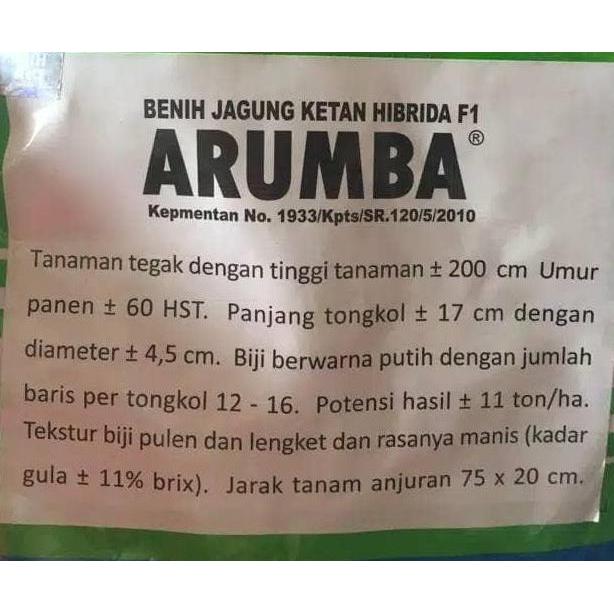 BENIH JAGUNG KETAN HIBRIDA F1
ARUMBA®
Kepmentan No. 1933/Kpts/SR.120/5/2010
Tanaman tegak dengan tinggi tanaman ± 200 cm Umur
panen ± 60 HST. Panjang tongkol ± 17 cm dengan
diameter ± 4,5 cm. Biji berwarna putih dengan jumlah
baris per tongkol 12 - 16. Potensi hasil ± 11 ton/ha.
Tekstur biji pulen dan lengket dan rasanya manis (kadar
gula ± 11% brix). Jarak tanam anjuran 75 x 20 cm.